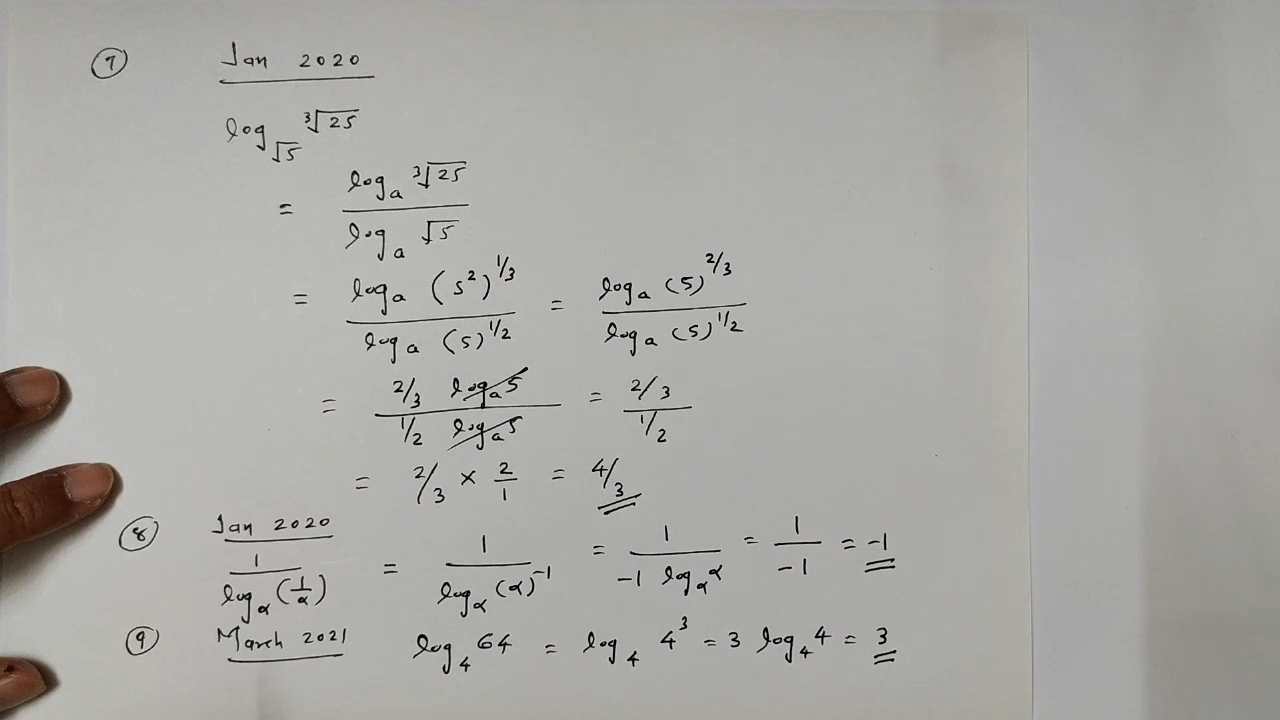 (7) Jan 2020
log_√5 ∛25
= log_a ∛25 / log_a √5
= log_a (5²)^1/3 / log_a (5)^1/2 = log_a (5)^2/3 / log_a (5)^1/2
= 2/3 log_a 5 / 1/2 log_a 5 = 2/3 / 1/2
= 2/3 × 2/1 = 4/3
(8) Jan 2020
1 / log_α (1/α) = 1 / log_α (α)^-1 = 1 / -1 log_α α = 1 / -1 = -1
(9) March 2021 log_4 64 = log_4 4³ = 3 log_4 4 = 3